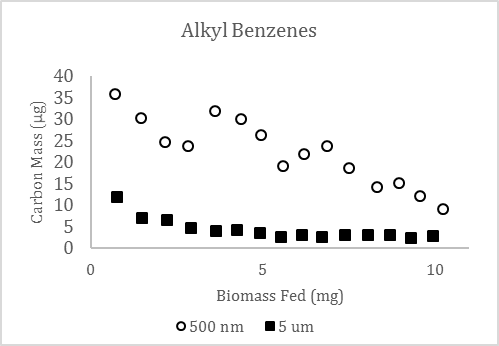 Alkyl Benzenes
Carbon Mass (µg)
40
35
30
25
20
15
10
5
0
0 5 10
Biomass Fed (mg)
500 nm 5 um